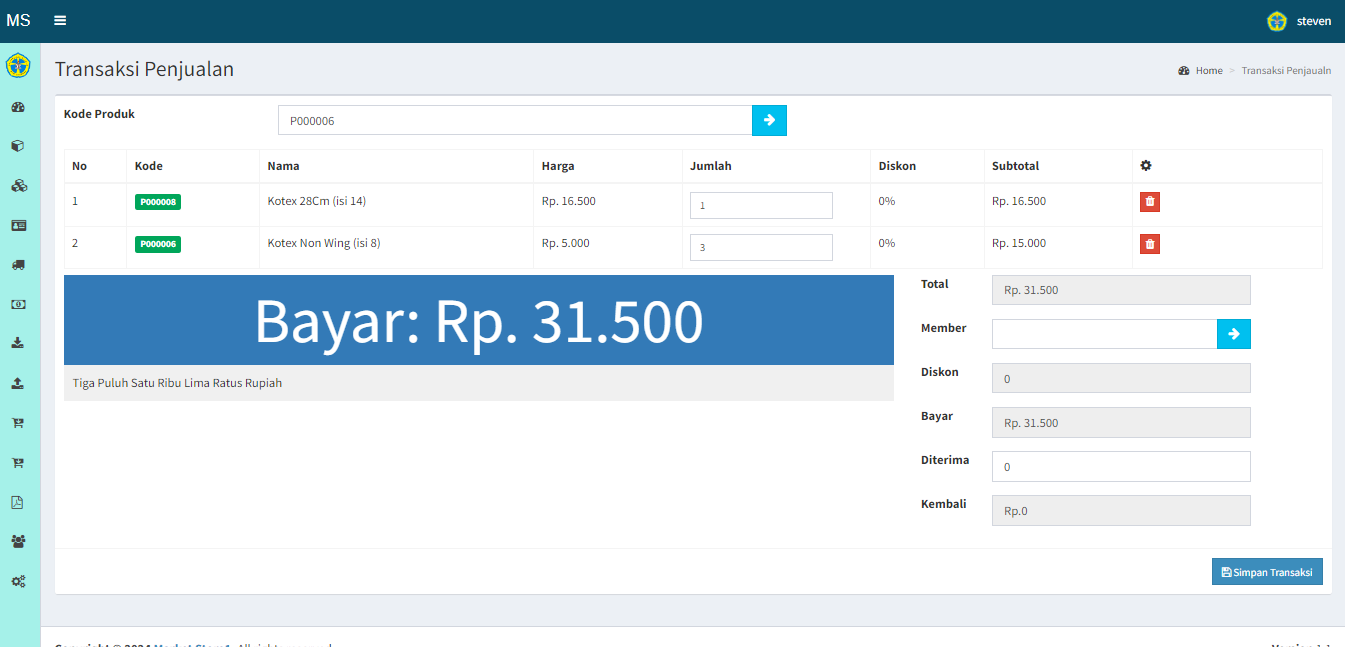 MS
steven
Transaksi Penjualan
Home > Transaksi Penjaualn
Kode Produk
P000006
No Kode Nama Harga Jumlah Diskon Subtotal
1 P000008 Kotex 28Cm (isi 14) Rp. 16.500 1 0% Rp. 16.500
2 P000006 Kotex Non Wing (isi 8) Rp. 5.000 3 0% Rp. 15.000
Bayar: Rp. 31.500
Tiga Puluh Satu Ribu Lima Ratus Rupiah
Total Rp. 31.500
Member
Diskon 0
Bayar Rp. 31.500
Diterima 0
Kembali Rp.0
Simpan Transaksi